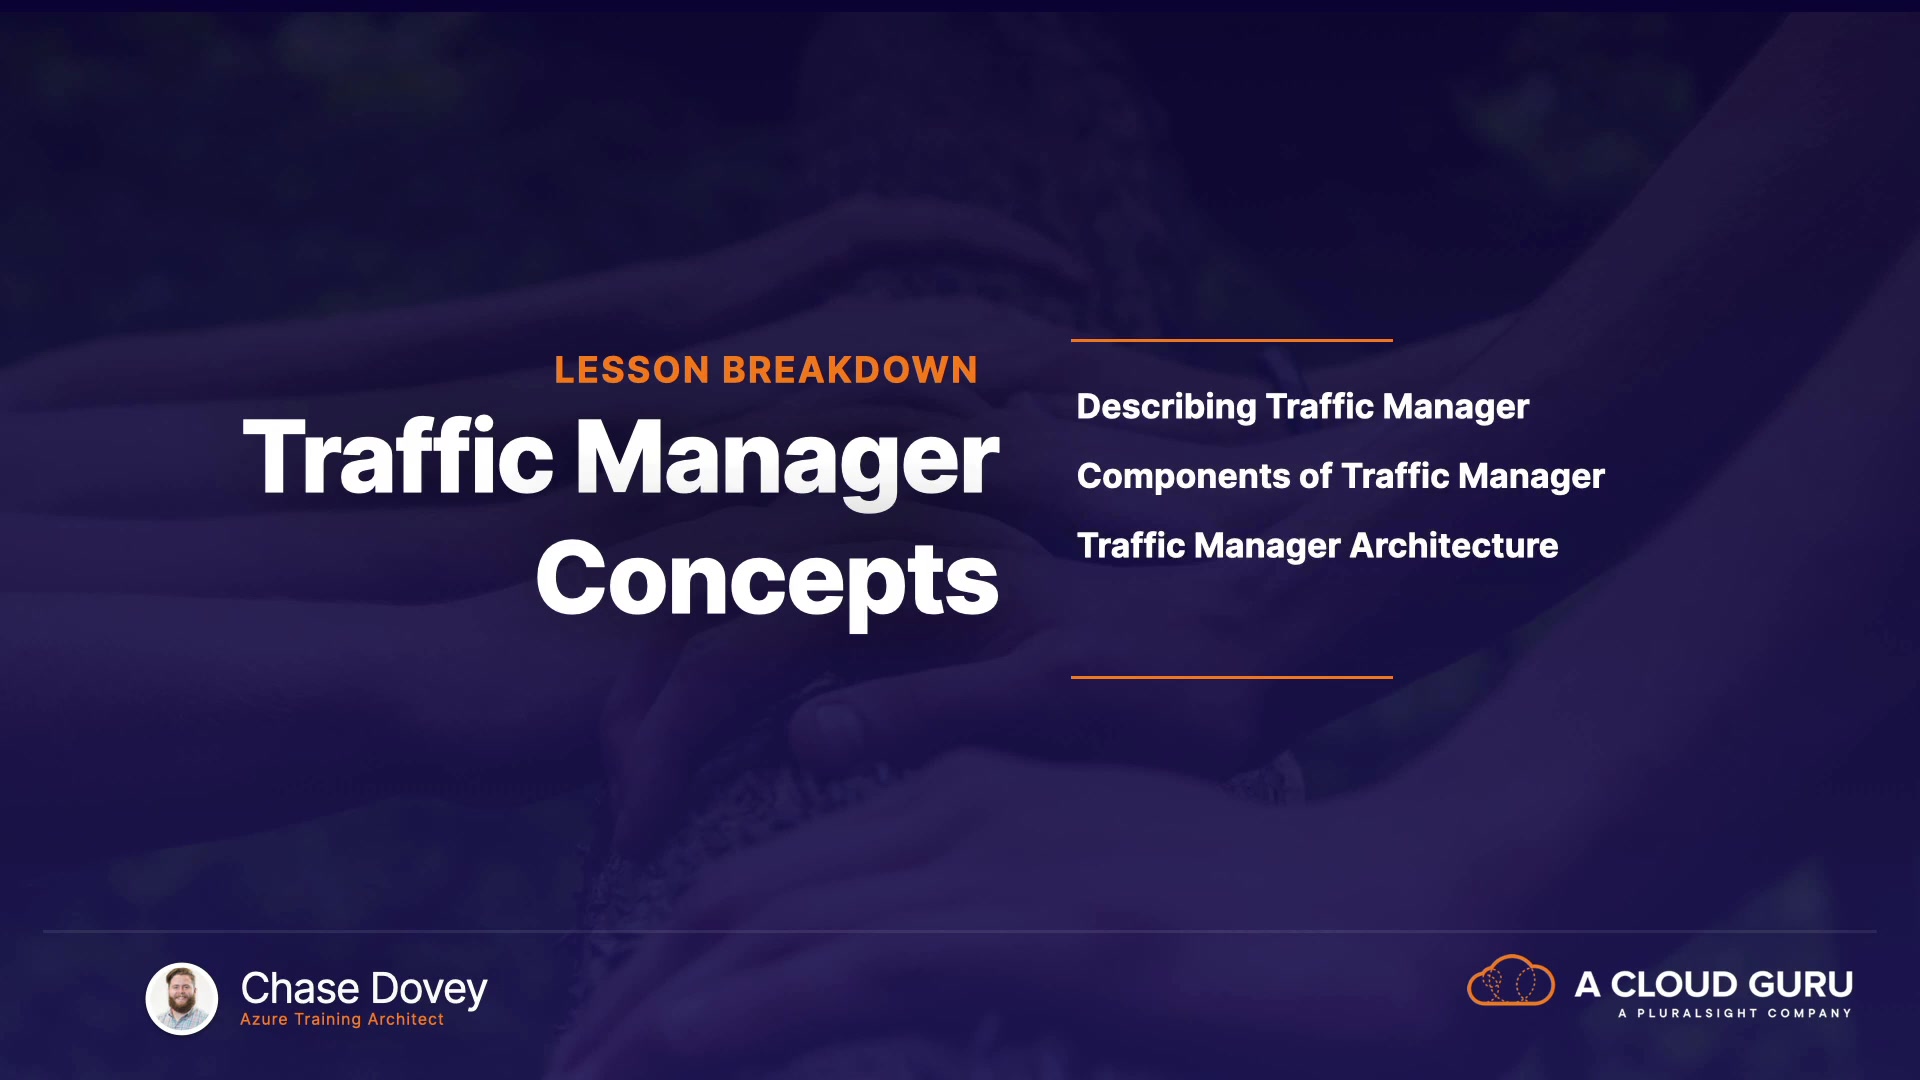 LESSON BREAKDOWN
Traffic Manager
Concepts
Describing Traffic Manager
Components of Traffic Manager
Traffic Manager Architecture
Chase Dovey
Azure Training Architect
A CLOUD GURU
A PLURALSIGHT COMPANY